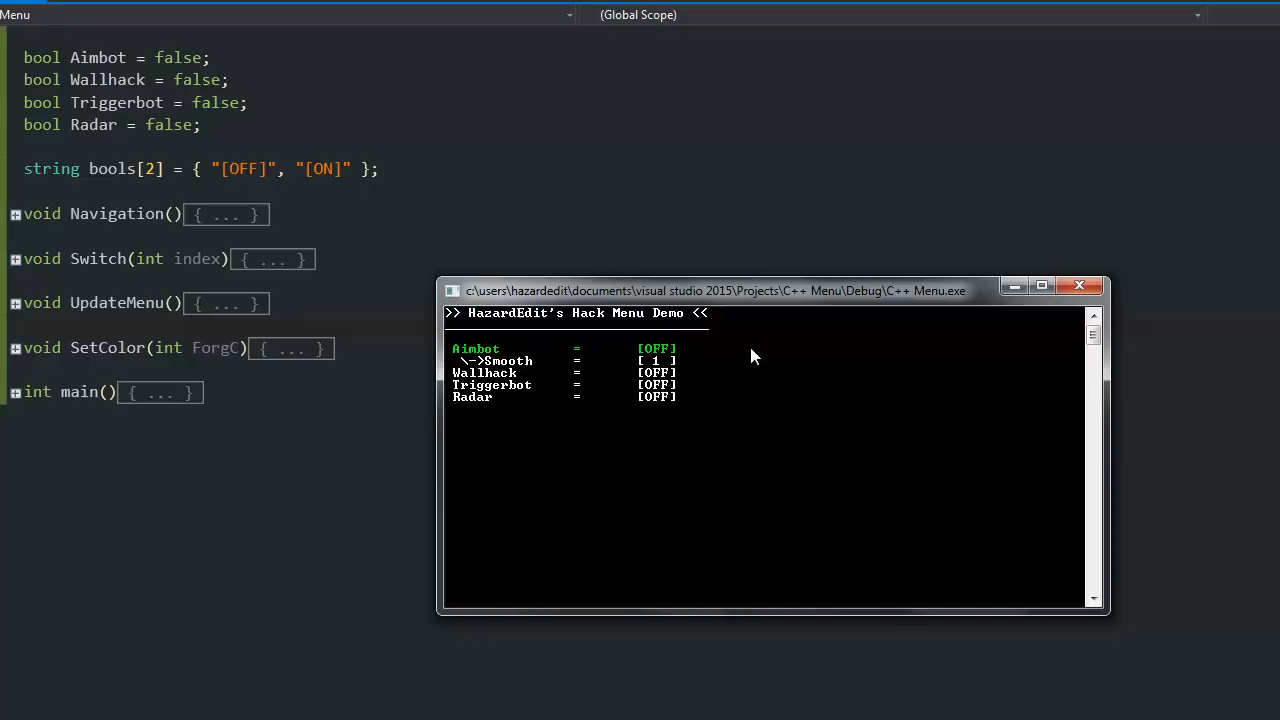 Menu
(Global Scope)
bool Aimbot = false;
bool Wallhack = false;
bool Triggerbot = false;
bool Radar = false;
string bools[2] = { "[OFF]", "[ON]" };
void Navigation(){ ... }
void Switch(int index){ ... }
void UpdateMenu(){ ... }
void SetColor(int ForgC){ ... }
int main(){ ... }
c:\users\hazardedit\documents\visual studio 2015\Projects\C++ Menu\Debug\C++ Menu.exe
>> HazardEdit's Hack Menu Demo <<
Aimbot = [OFF]
\->Smooth = [ 1 ]
Wallhack = [OFF]
Triggerbot = [OFF]
Radar = [OFF]